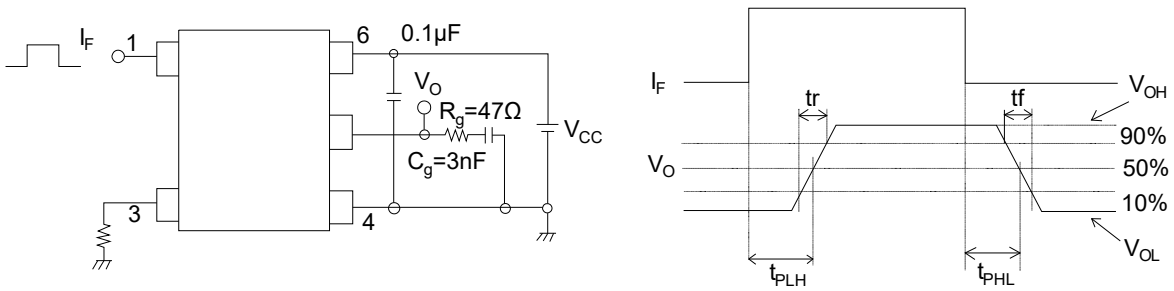 I_F
1
6
0.1µF
V_O
R_g=47Ω
V_CC
C_g=3nF
3
4
I_F
tr
tf
V_OH
90%
V_O
50%
10%
V_OL
t_PLH
t_PHL